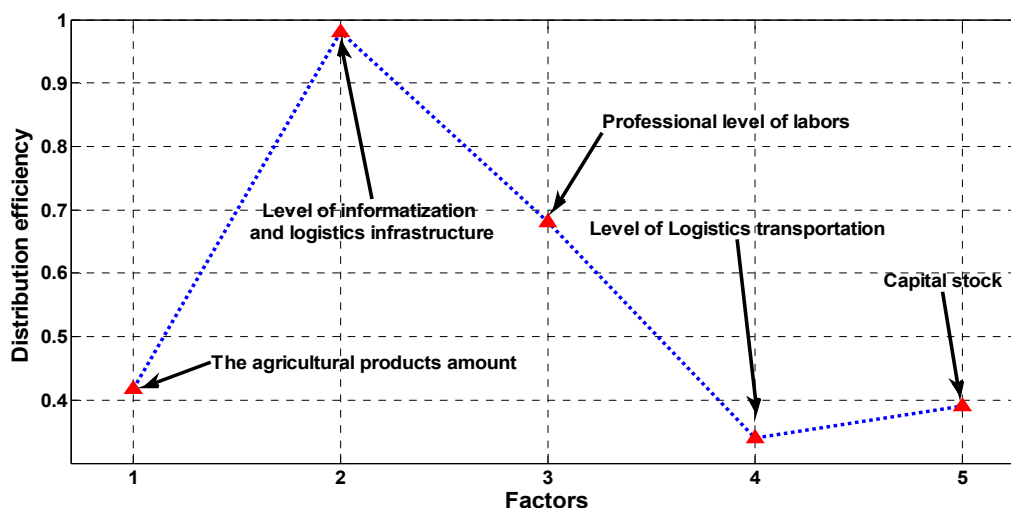 1
0.9
0.8
0.7
0.6
0.5
0.4
Distribution efficiency
Professional level of labors
Level of informatization
and logistics infrastructure
Level of Logistics transportation
Capital stock
The agricultural products amount
1 2 3 4 5
Factors